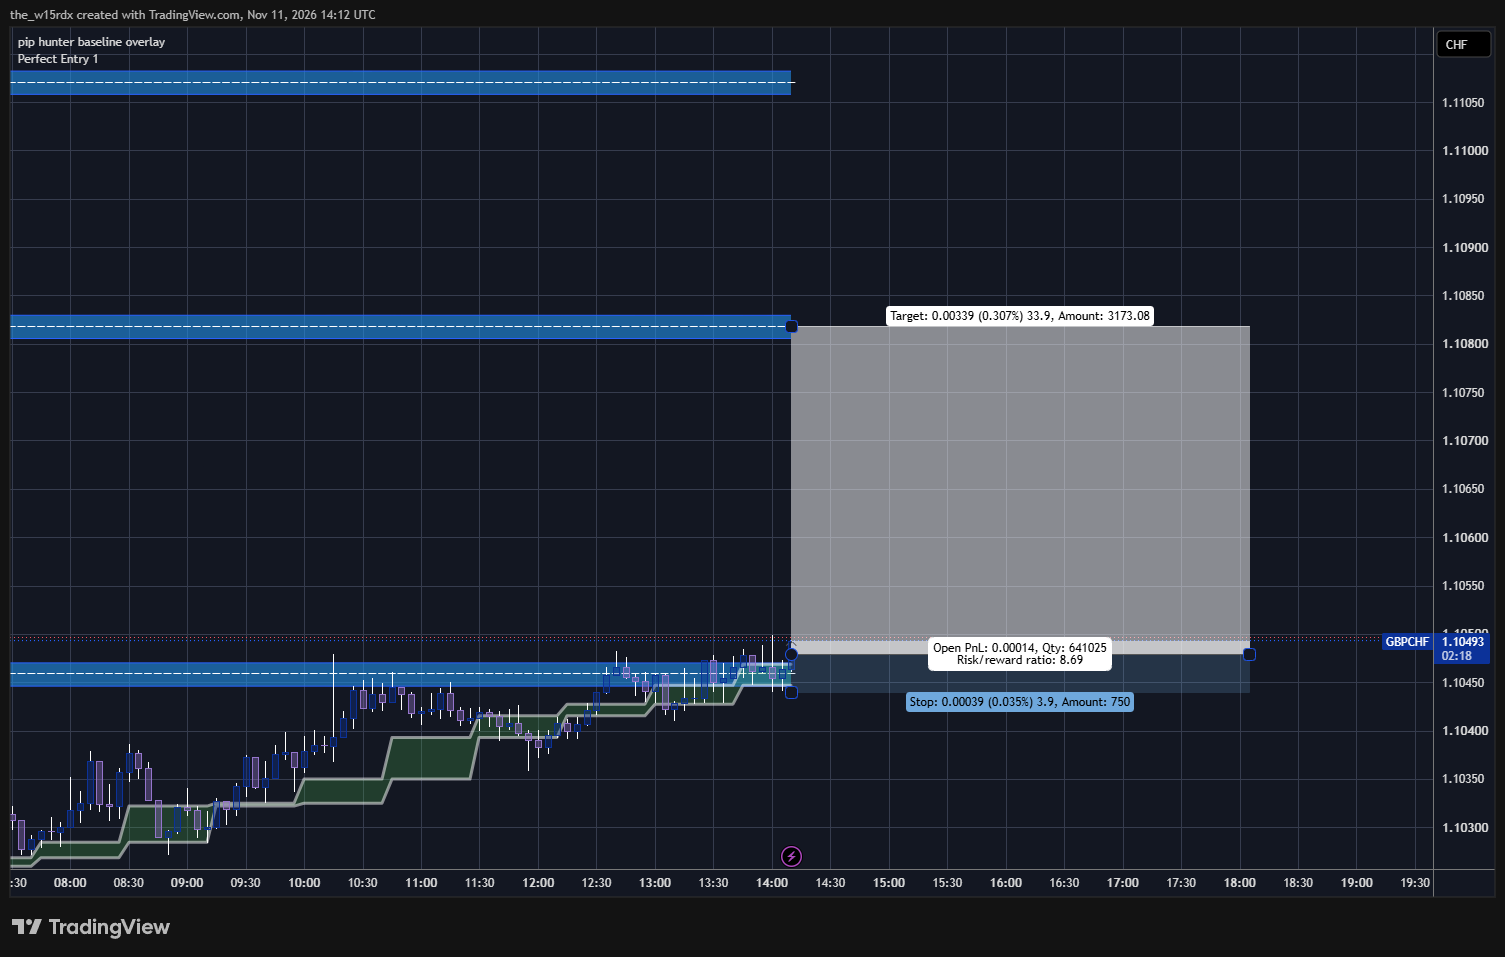 the_w15rdx created with TradingView.com, Nov 11, 2026 14:12 UTC
pip hunter baseline overlay
Perfect Entry 1
CHF
1.11050
1.11000
1.10950
1.10900
1.10850
Target: 0.00339 (0.307%) 33.9, Amount: 3173.08
1.10800
1.10750
1.10700
1.10650
1.10600
1.10550
1.10500
GBPCHF 1.10493
02:18
Open PnL: 0.00014, Qty: 641025
Risk/reward ratio: 8.69
1.10450
Stop: 0.00039 (0.035%) 3.9, Amount: 750
1.10400
1.10350
1.10300
:30 08:00 08:30 09:00 09:30 10:00 10:30 11:00 11:30 12:00 12:30 13:00 13:30 14:00 14:30 15:00 15:30 16:00 16:30 17:00 17:30 18:00 18:30 19:00 19:30
TradingView